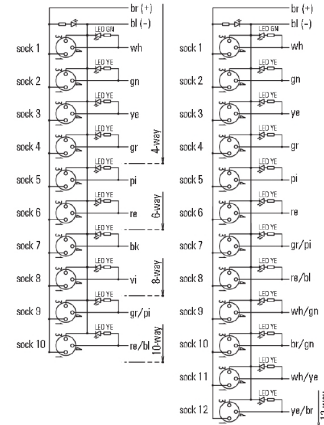 br (+)
bl (−)
LED GN
sock 1 wh
LED YE
sock 2 gn
LED YE
sock 3 ye
LED YE
sock 4 gr
4-way
LED YE
sock 5 pi
LED YE
sock 6 re
6-way
LED YE
sock 7 bk
LED YE
sock 8 vi
8-way
LED YE
sock 9 gr/pi
LED YE
sock 10 re/bl
10-way
br (+)
bl (−)
LED GN
sock 1 wh
LED YE
sock 2 gn
LED YE
sock 3 ye
LED YE
sock 4 gr
LED YE
sock 5 pi
LED YE
sock 6 re
LED YE
sock 7 gr/pi
LED YE
sock 8 re/bl
LED YE
sock 9 wh/gn
LED YE
sock 10 br/gn
LED YE
sock 11 wh/ye
LED YE
sock 12 ye/br
12-way